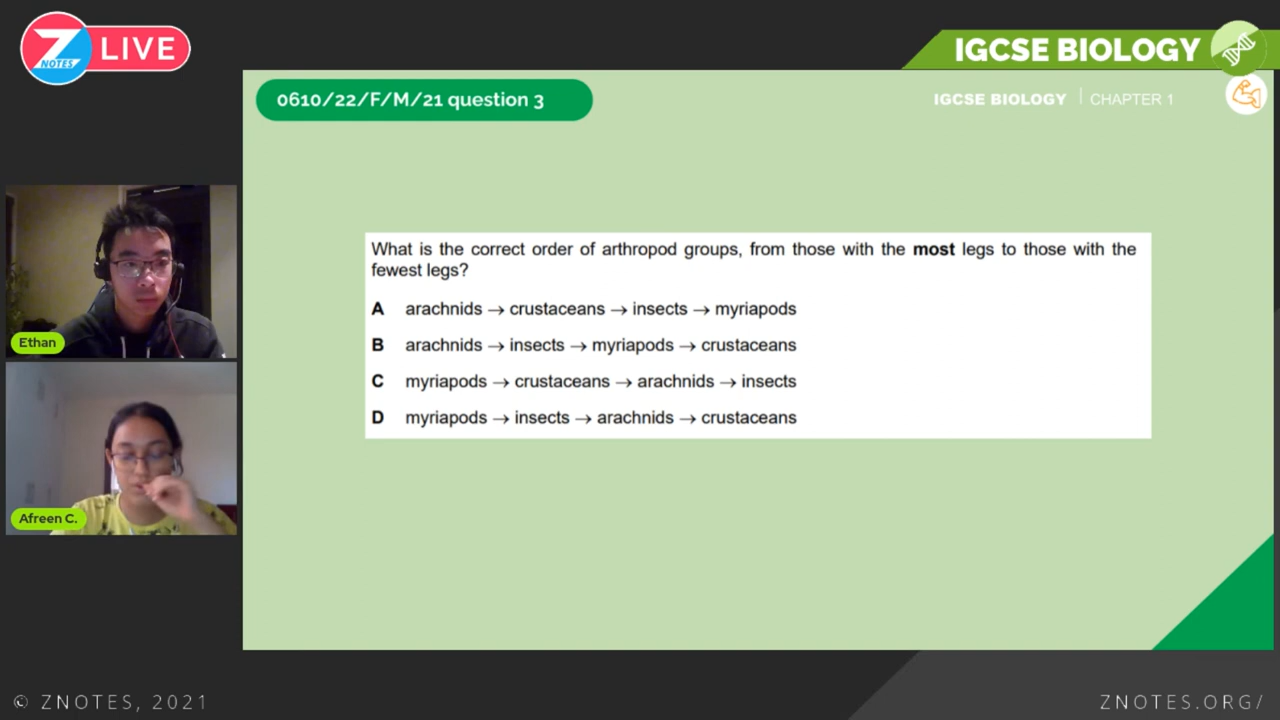 Z NOTES LIVE
IGCSE BIOLOGY
0610/22/F/M/21 question 3
IGCSE BIOLOGY | CHAPTER 1
What is the correct order of arthropod groups, from those with the most legs to those with the
fewest legs?
A arachnids → crustaceans → insects → myriapods
B arachnids → insects → myriapods → crustaceans
C myriapods → crustaceans → arachnids → insects
D myriapods → insects → arachnids → crustaceans
Ethan
Afreen C.
© ZNOTES, 2021
ZNOTES.ORG/